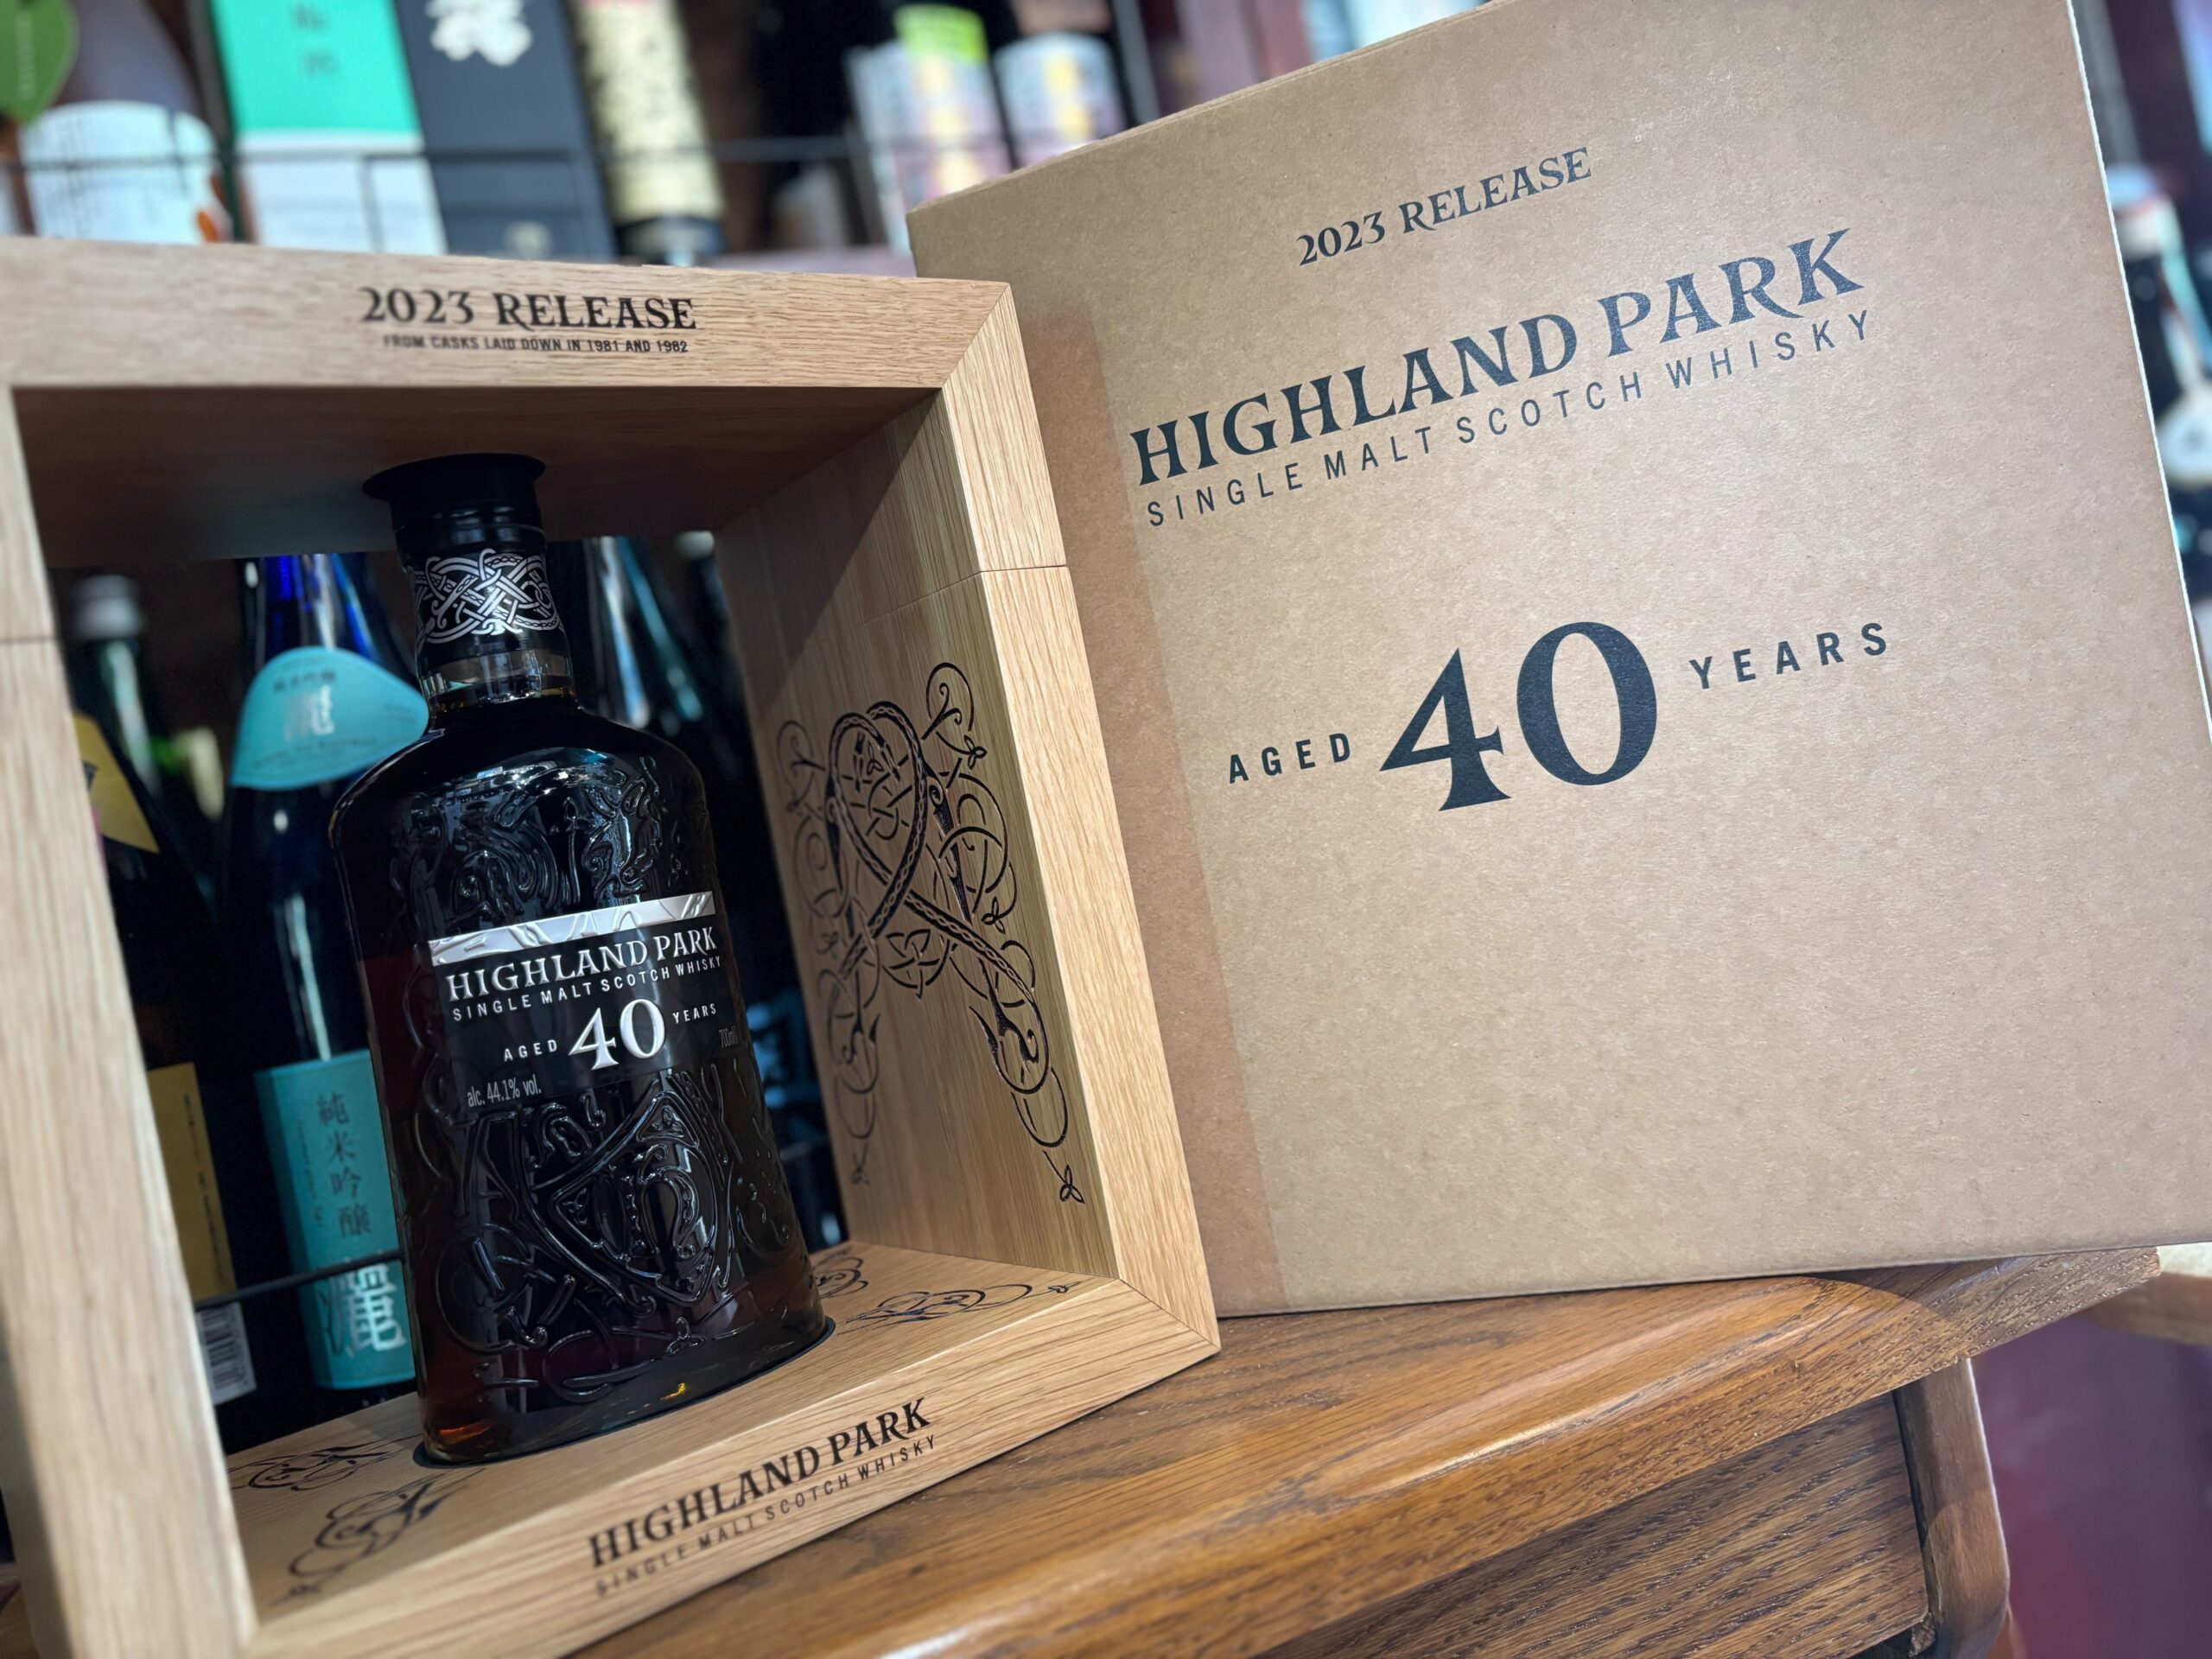 2023 RELEASE
FROM CASKS LAID DOWN IN 1981 AND 1982
HIGHLAND PARK
SINGLE MALT SCOTCH WHISKY
AGED 40 YEARS
700ml
alc. 44.1% vol.
HIGHLAND PARK
SINGLE MALT SCOTCH WHISKY
2023 RELEASE
HIGHLAND PARK
SINGLE MALT SCOTCH WHISKY
AGED 40 YEARS
純米吟醸